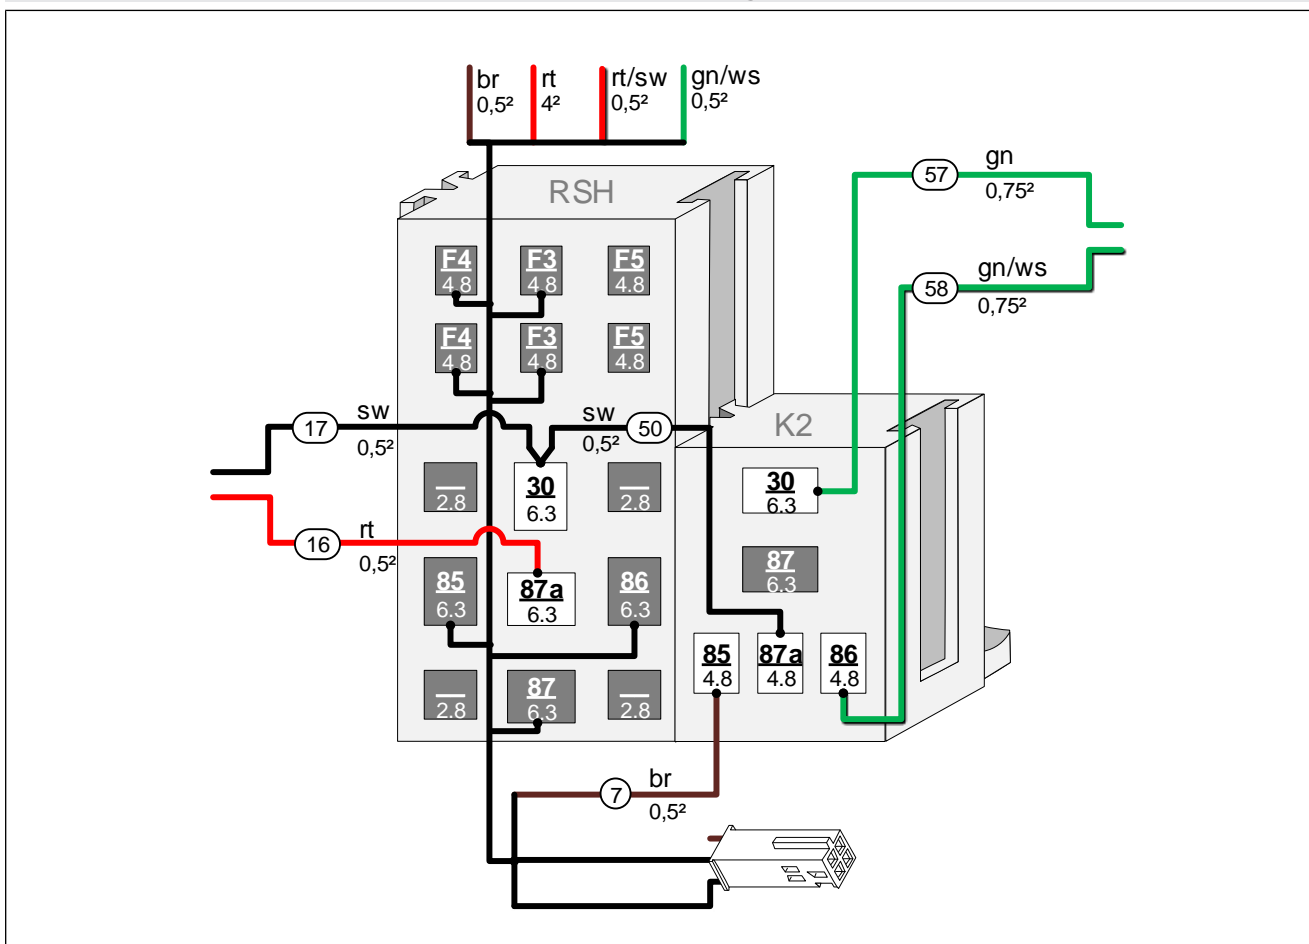 br
0,5²
rt
4²
rt/sw
0,5²
gn/ws
0,5²
57
gn
0,75²
RSH
F4
4.8
F3
4.8
F5
4.8
58
gn/ws
0,75²
F4
4.8
F3
4.8
F5
4.8
17
sw
0,5²
sw
0,5²
50
K2
2.8
30
6.3
2.8
30
6.3
16
rt
0,5²
85
6.3
87a
6.3
86
6.3
87
6.3
85
4.8
87a
4.8
86
4.8
2.8
87
6.3
2.8
7
br
0,5²